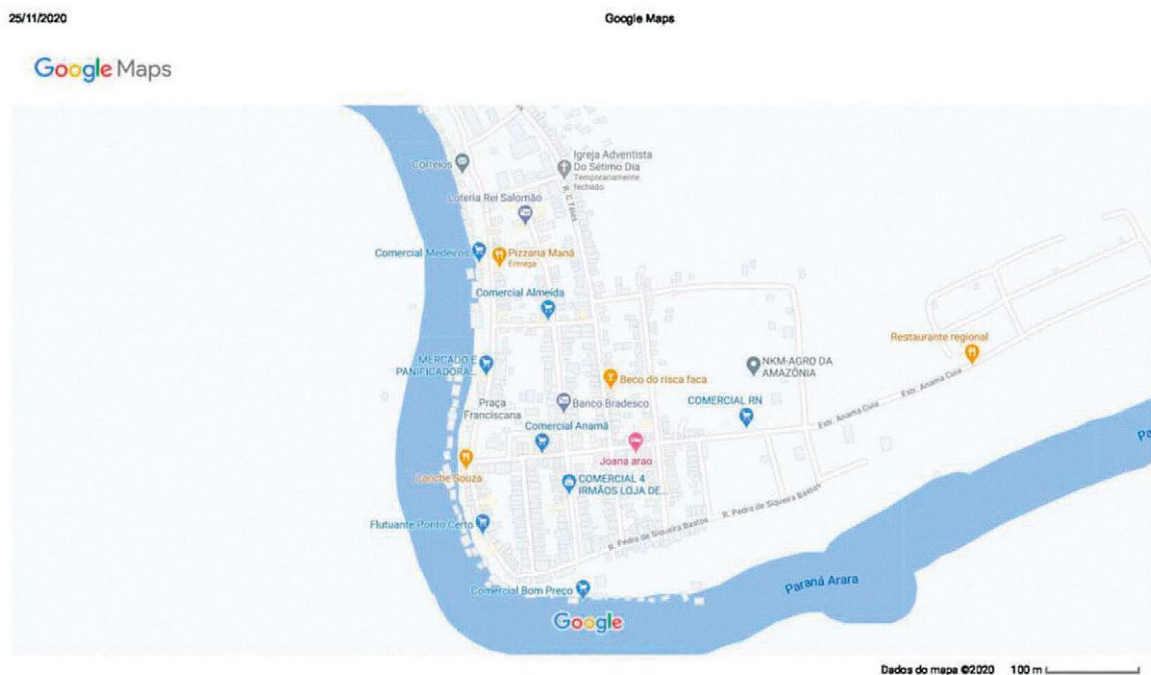 25/11/2020
Google Maps
Google Maps
Correios
Igreja Adventista
Do Sétimo Dia
Temporariamente
fechado
R. C.
Loteria Rei Salomão
Comercial Medeiros
Pizzaria Maná
Entrega
Comercial Almeida
Restaurante regional
MERCADO E
PANIFICADORA...
NKM-AGRO DA
AMAZÔNIA
Beco do risca faca
Estr. Anama Cuia
Estr. Anama Cuia
Banco Bradesco
Praça
Franciscana
COMERCIAL RN
Comercial Anamã
Joana arao
Lanche Souza
COMERCIAL 4
IRMÃOS LOJA DE...
R. Pedro de Siqueira Bastos
R. Pedro de Siqueira Bastos
Flutuante Ponto Certo
Pa
Paraná Arara
Comercial Bom Preço
Google
Dados do mapa ©2020 100 m